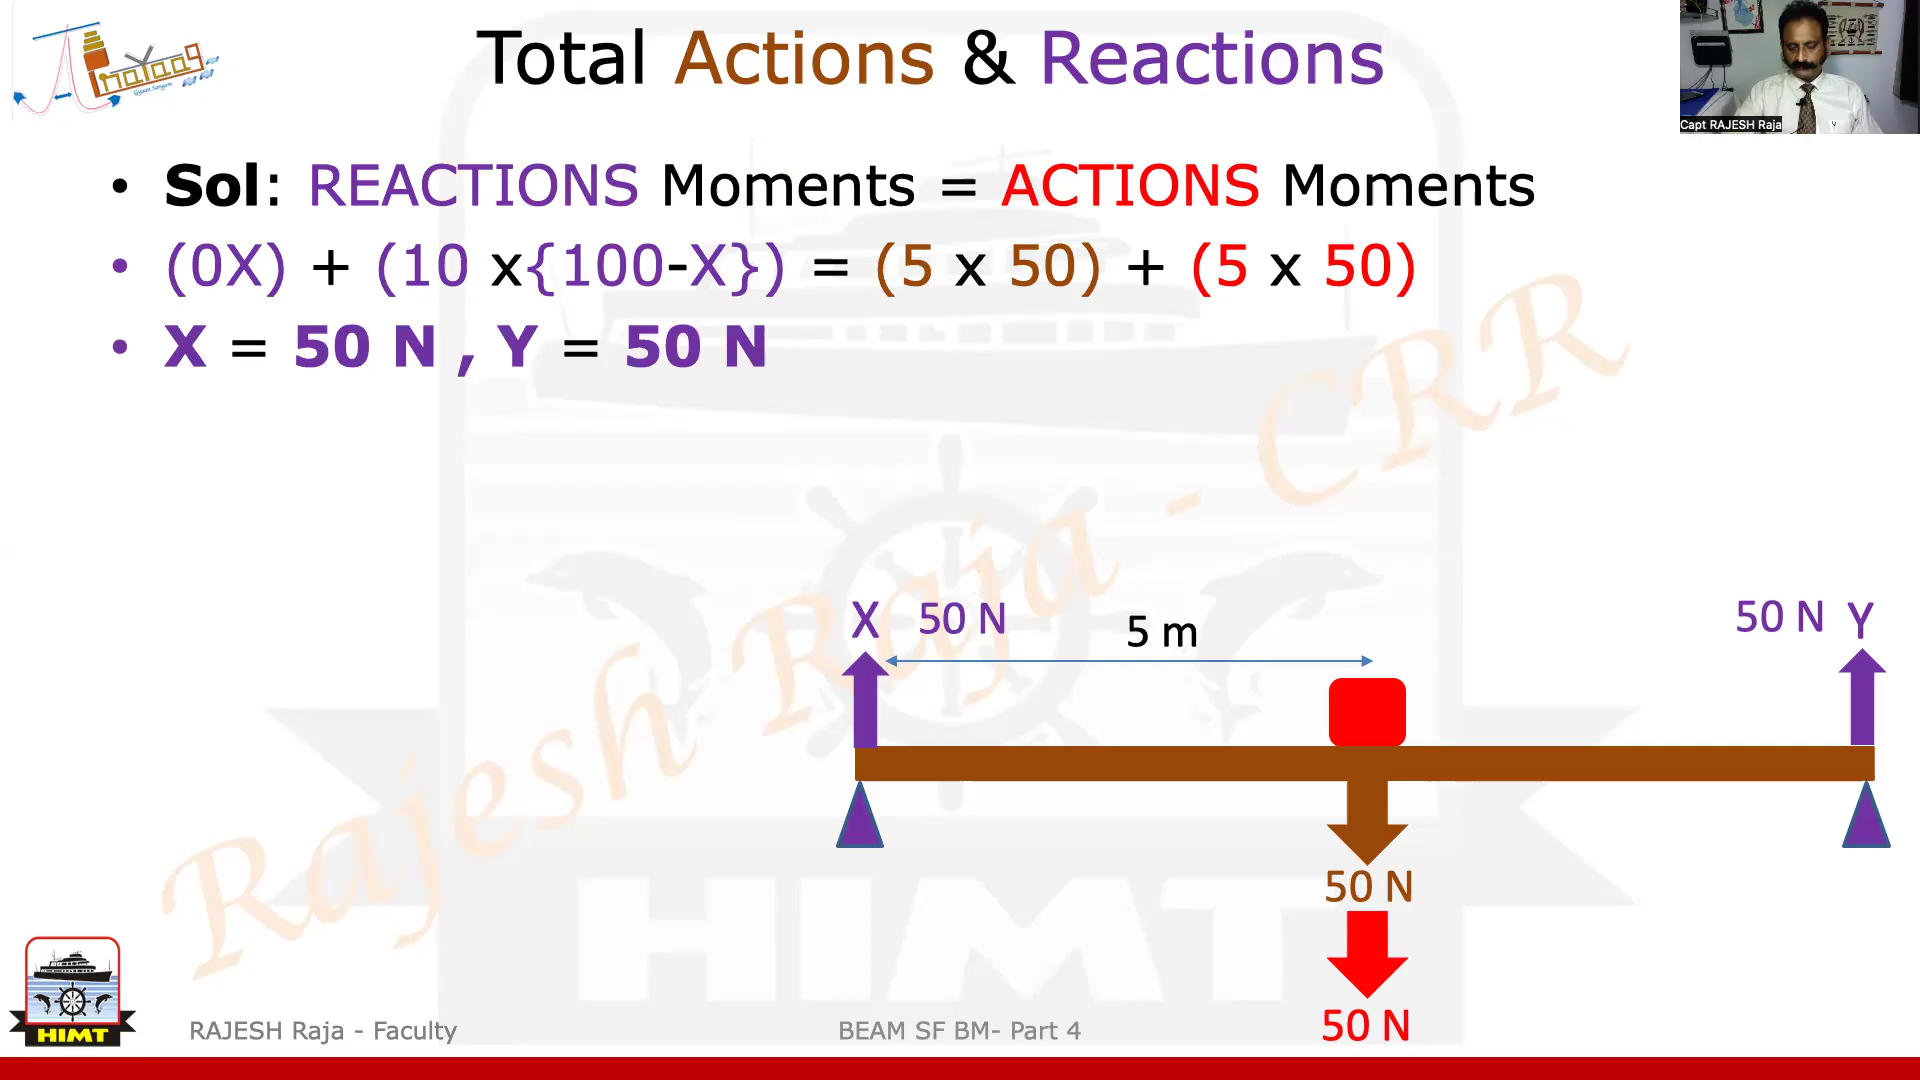 Total Actions & Reactions
Capt RAJESH Raja
• Sol: REACTIONS Moments = ACTIONS Moments
• (0X) + (10 x{100-X}) = (5 x 50) + (5 x 50)
• X = 50 N , Y = 50 N
X 50 N
5 m
50 N Y
50 N
50 N
Rajesh Raja - CRR
HIMT
HIMT
RAJESH Raja - Faculty
BEAM SF BM- Part 4